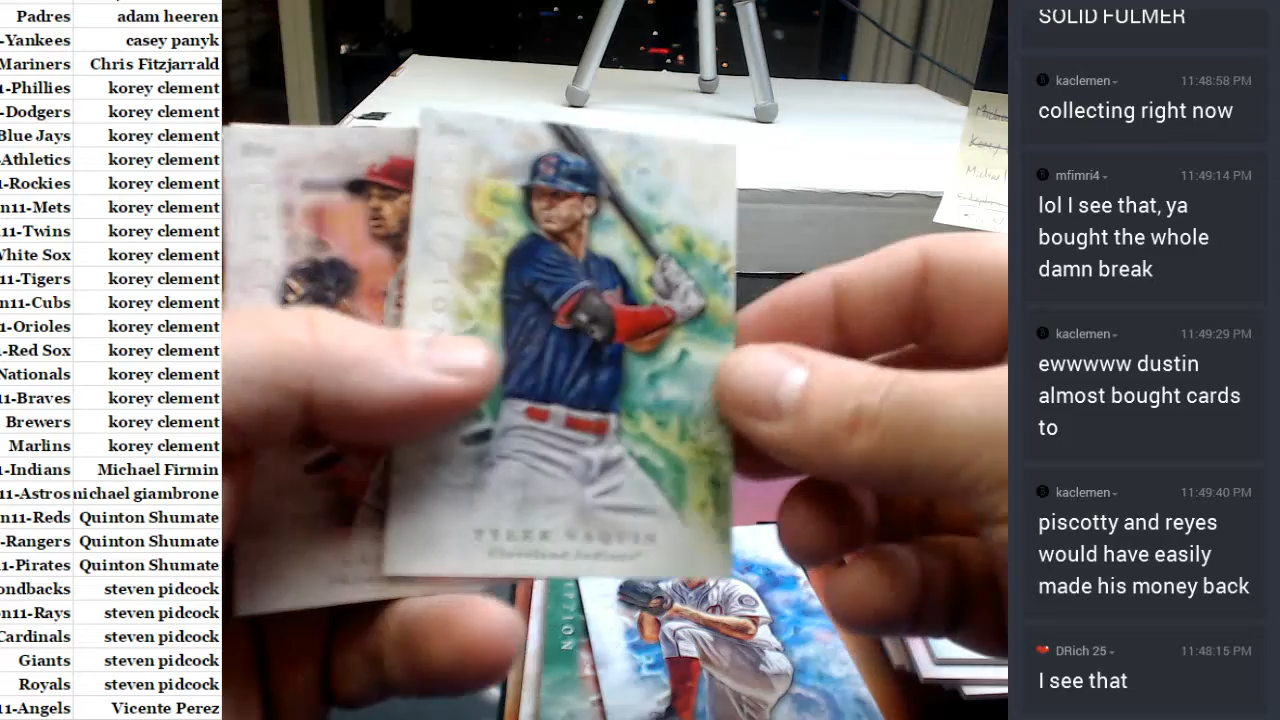 Padres adam heeren
-Yankees casey panyk
Mariners Chris Fitzjarrald
1-Phillies korey clement
-Dodgers korey clement
Blue Jays korey clement
-Athletics korey clement
1-Rockies korey clement
n11-Mets korey clement
11-Twins korey clement
White Sox korey clement
11-Tigers korey clement
n11-Cubs korey clement
1-Orioles korey clement
-Red Sox korey clement
Nationals korey clement
11-Braves korey clement
Brewers korey clement
Marlins korey clement
1-Indians Michael Firmin
11-Astros michael giambrone
n11-Reds Quinton Shumate
-Rangers Quinton Shumate
11-Pirates Quinton Shumate
ondbacks steven pidcock
on11-Rays steven pidcock
Cardinals steven pidcock
Giants steven pidcock
Royals steven pidcock
11-Angels Vicente Perez
TYLER NAQUIN
Cleveland Indians
SOLID FULMER
kaclemen 11:48:58 PM
collecting right now
mfimri4 11:49:14 PM
lol I see that, ya
bought the whole
damn break
kaclemen 11:49:29 PM
ewwwww dustin
almost bought cards
to
kaclemen 11:49:40 PM
piscotty and reyes
would have easily
made his money back
DRich 25 11:48:15 PM
I see that